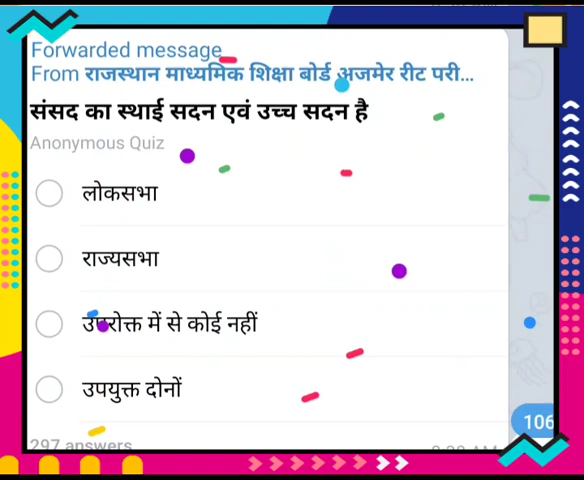 Forwarded message
From राजस्थान माध्यमिक शिक्षा बोर्ड अजमेर रीट परी...
संसद का स्थाई सदन एवं उच्च सदन है
Anonymous Quiz
लोकसभा
राज्यसभा
उपरोक्त में से कोई नहीं
उपयुक्त दोनों
106
297 answers